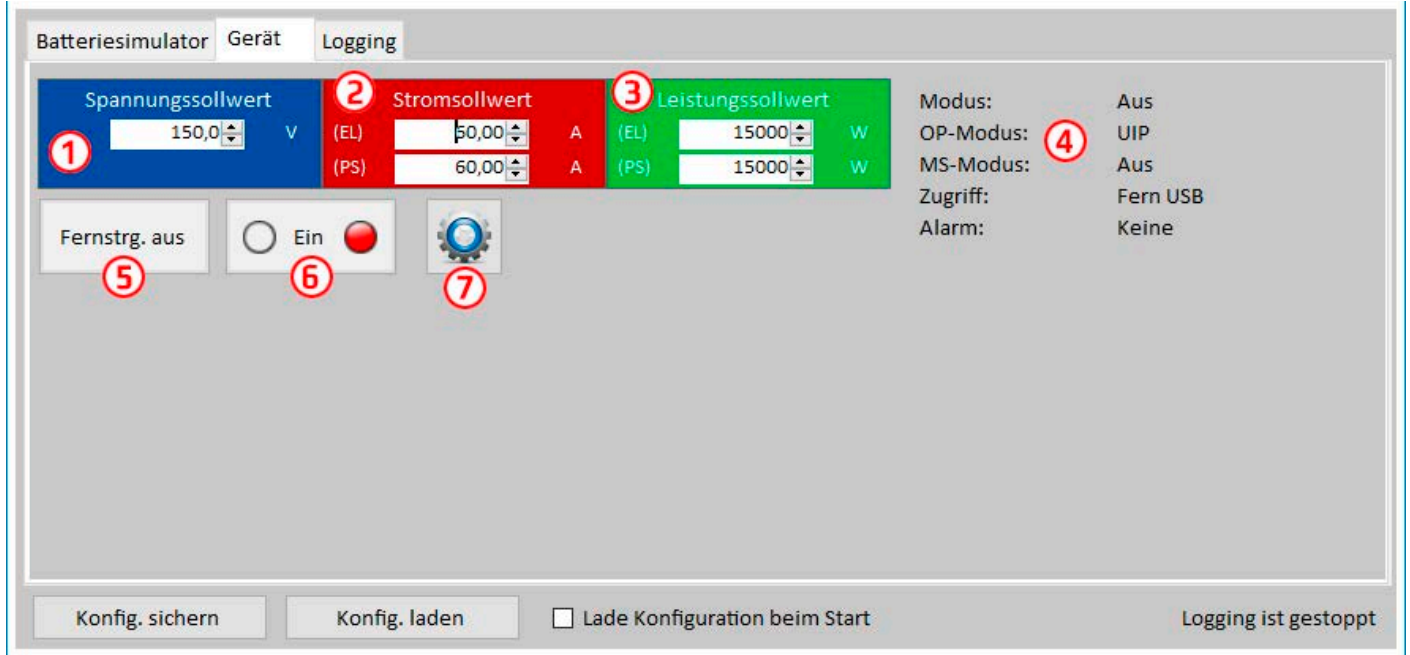 Batteriesimulator Gerät Logging
Spannungssollwert
150,0 V
1
2 Stromsollwert
(EL) 60,00 A
(PS) 60,00 A
3 Leistungssollwert
(EL) 15000 W
(PS) 15000 W
Modus: Aus
OP-Modus: UIP
4
MS-Modus: Aus
Zugriff: Fern USB
Alarm: Keine
Fernstrg. aus
5
Ein
6
7
Konfig. sichern Konfig. laden Lade Konfiguration beim Start Logging ist gestoppt